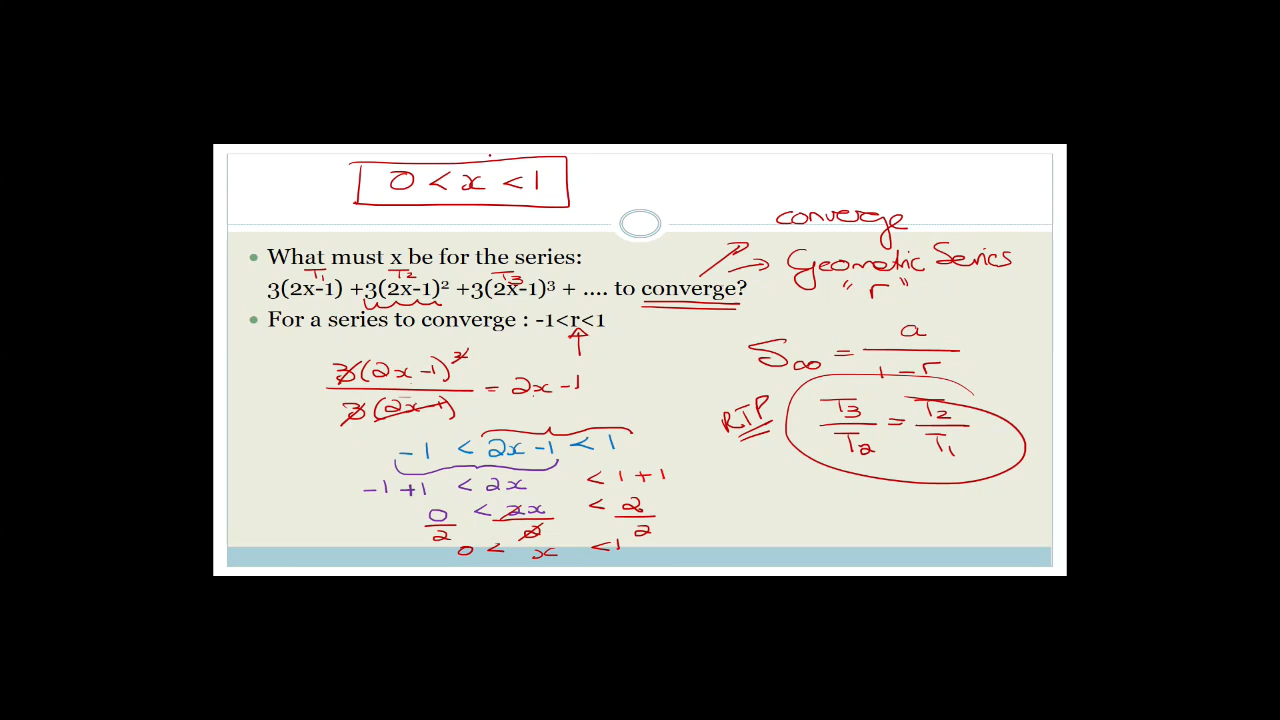 0 < x < 1
converge
• What must x be for the series:
Geometric Series
T1 T2 T3
3(2x-1) +3(2x-1)² +3(2x-1)³ + .... to converge?
"r"
• For a series to converge : -1<r<1
S∞ = a / 1 - r
3(2x-1)² / 3(2x-1) = 2x - 1
RTP T3 / T2 = T2 / T1
-1 < 2x - 1 < 1
-1 + 1 < 2x < 1 + 1
0/2 < 2x/2 < 2/2
0 < x < 1